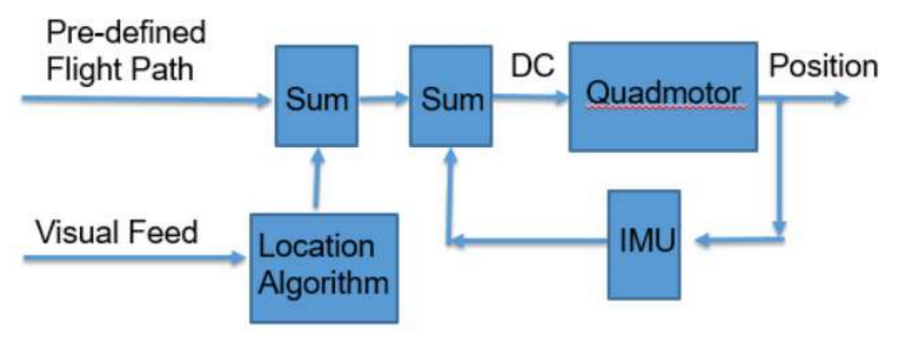 Pre-defined
Flight Path
Sum
Sum
DC
Quadmotor
Position
Visual Feed
Location
Algorithm
IMU